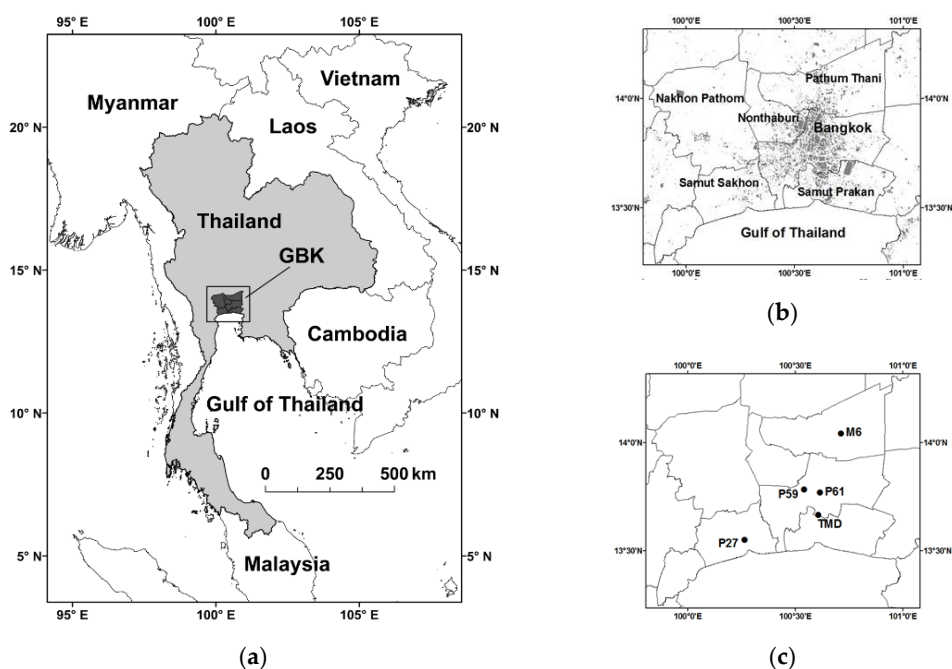 95° E 100° E 105° E
Vietnam
Myanmar
20° N
Laos
Thailand
GBK
15° N
Cambodia
10° N
Gulf of Thailand
0 250 500 km
5° N
Malaysia
95° E 100° E 105° E
(a)
100°0'E 100°30'E 101°0'E
Pathum Thani
14°0'N Nakhon Pathom 14°0'N
Nonthaburi
Bangkok
Samut Sakhon Samut Prakan
13°30'N 13°30'N
Gulf of Thailand
100°0'E 100°30'E 101°0'E
(b)
100°0'E 100°30'E 101°0'E
M6
14°0'N 14°0'N
P59 P61
TMD
P27
13°30'N 13°30'N
100°0'E 100°30'E 101°0'E
(c)